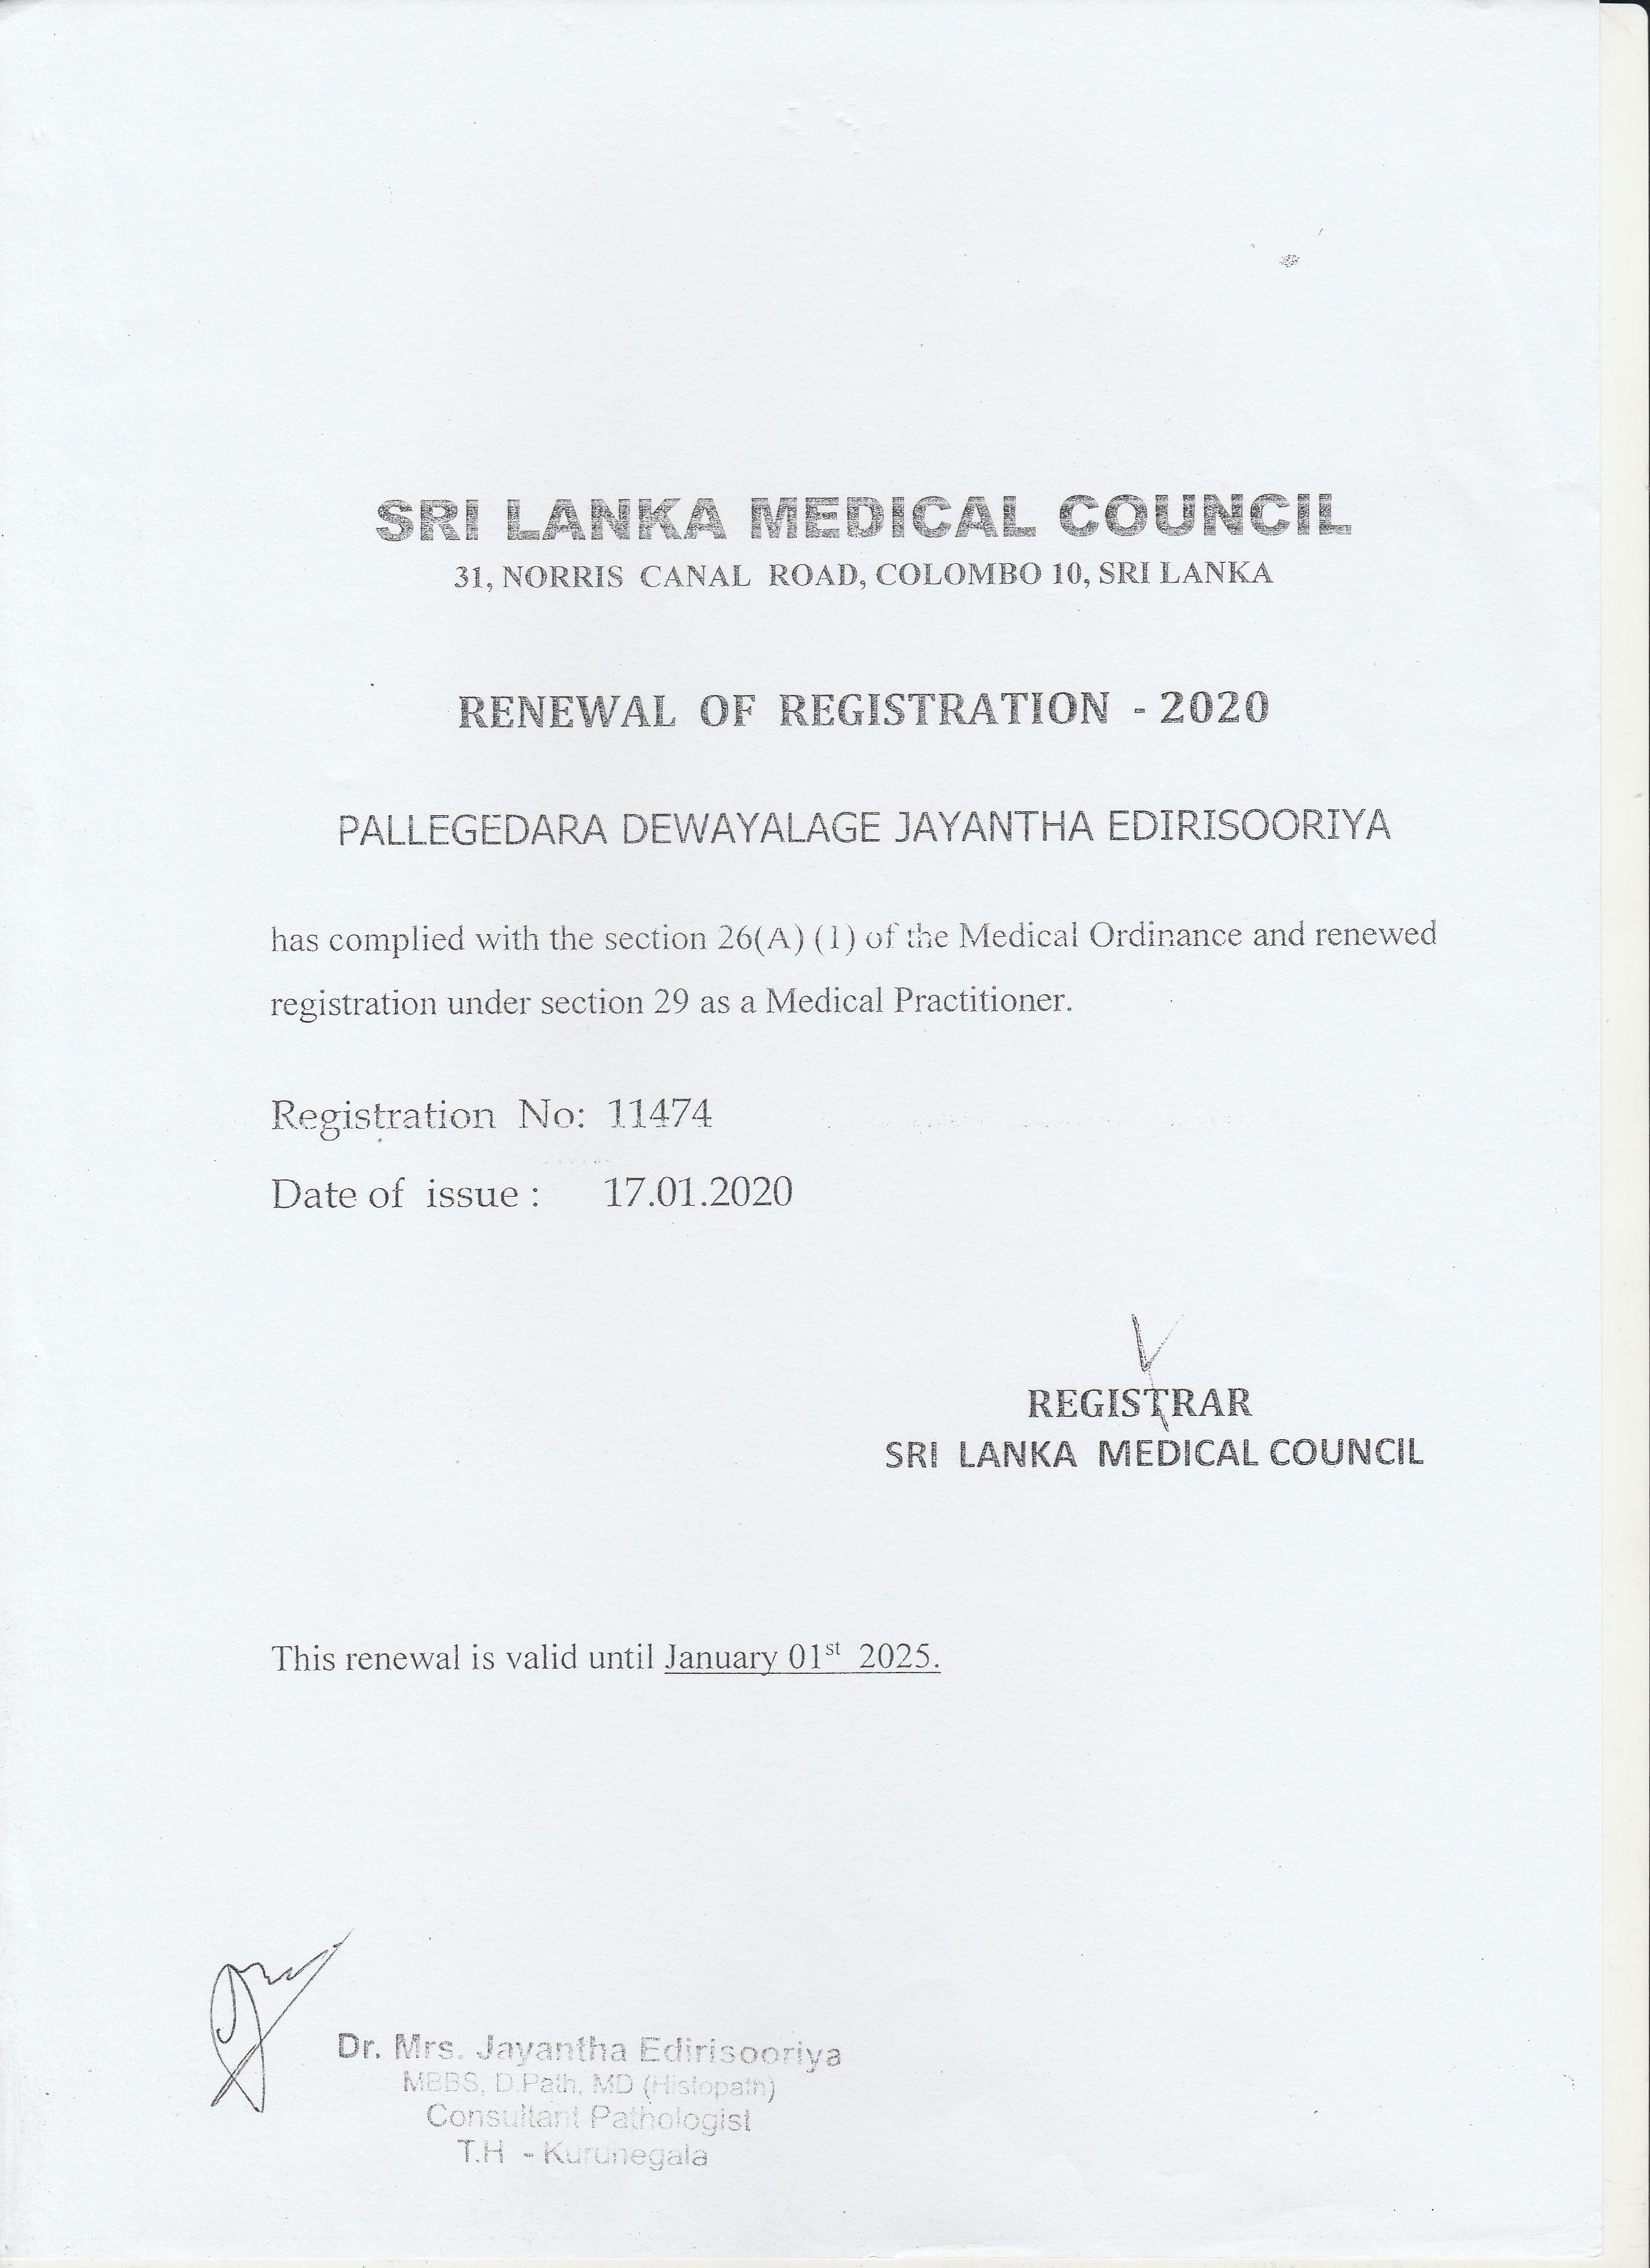 SRI LANKA MEDICAL COUNCIL
31, NORRIS CANAL ROAD, COLOMBO 10, SRI LANKA
RENEWAL OF REGISTRATION - 2020
PALLEGEDARA DEWAYALAGE JAYANTHA EDIRISOORIYA
has complied with the section 26(A) (1) of the Medical Ordinance and renewed
registration under section 29 as a Medical Practitioner.
Registration No: 11474
Date of issue : 17.01.2020
REGISTRAR
SRI LANKA MEDICAL COUNCIL
This renewal is valid until January 01st 2025.
Dr. Mrs. Jayantha Edirisooriya
MBBS, D.Path, MD (Histopath)
Consultant Pathologist
T.H - Kurunegala